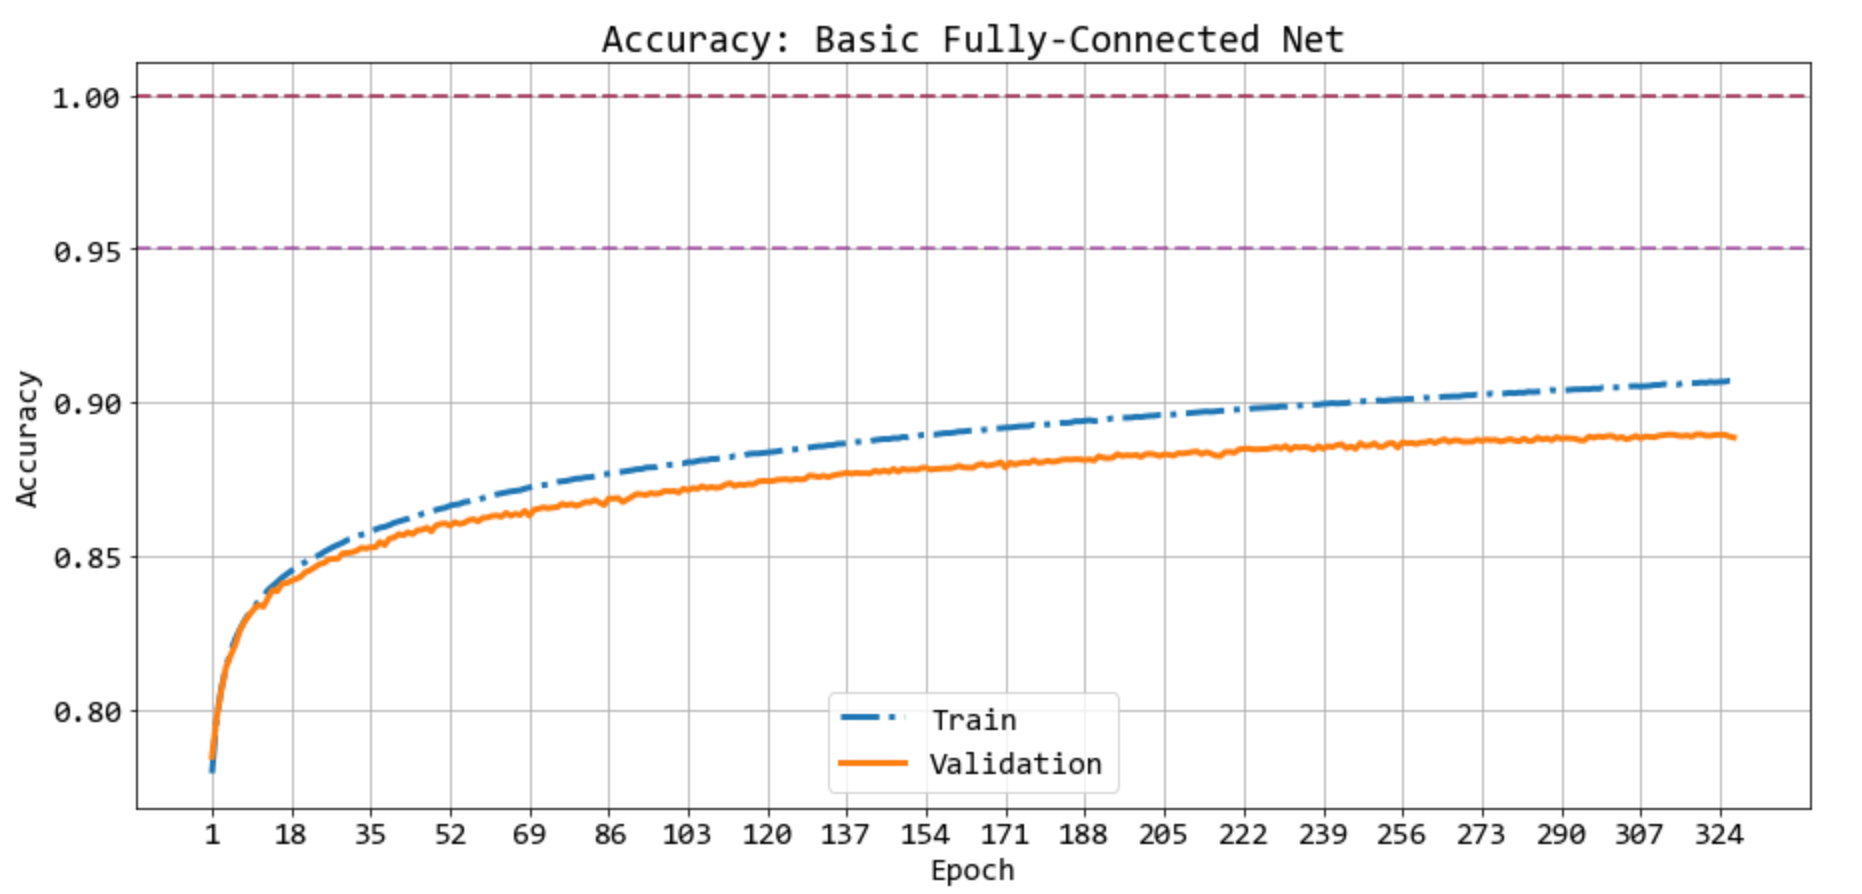 Accuracy: Basic Fully-Connected Net
1.00
0.95
0.90
0.85
0.80
Accuracy
Train
Validation
1 18 35 52 69 86 103 120 137 154 171 188 205 222 239 256 273 290 307 324
Epoch